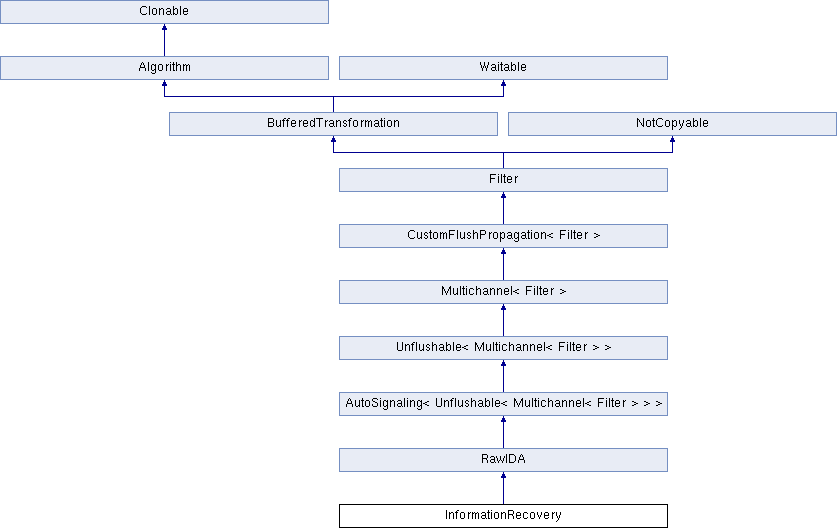 Clonable
Algorithm
Waitable
BufferedTransformation
NotCopyable
Filter
CustomFlushPropagation< Filter >
Multichannel< Filter >
Unflushable< Multichannel< Filter > >
AutoSignaling< Unflushable< Multichannel< Filter > > >
RawIDA
InformationRecovery